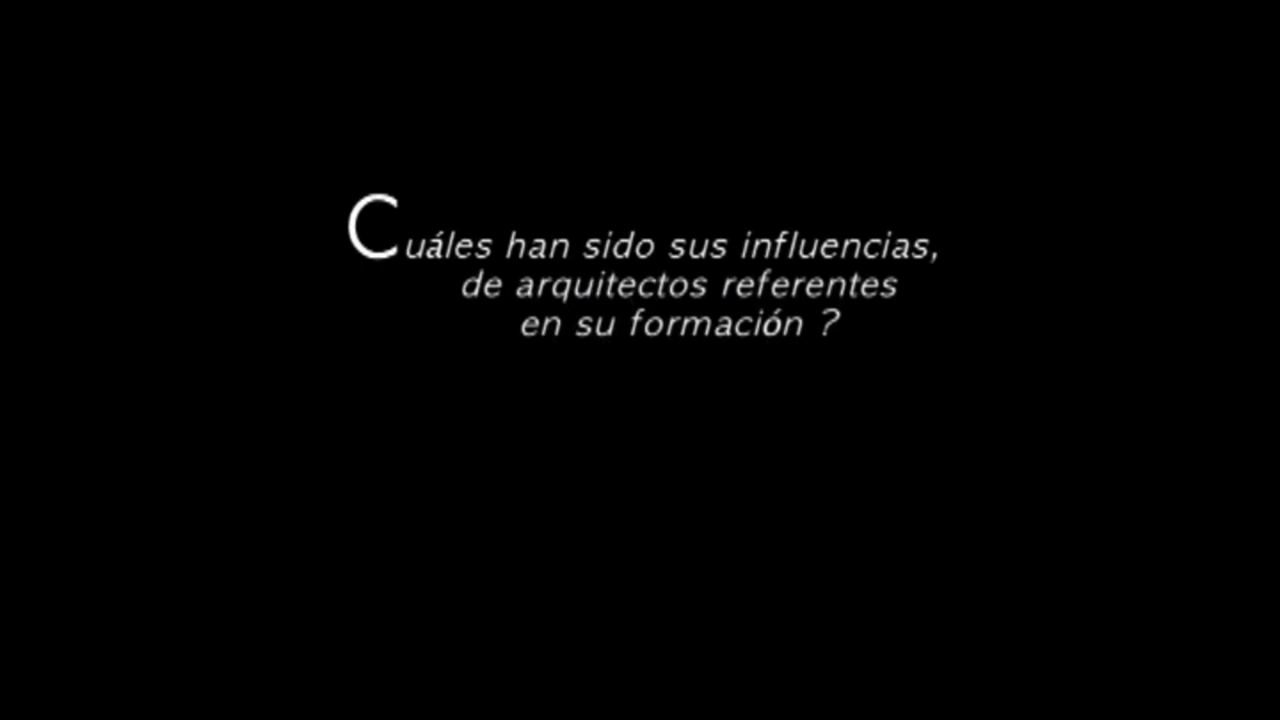 Cuáles han sido sus influencias,
de arquitectos referentes
en su formación ?